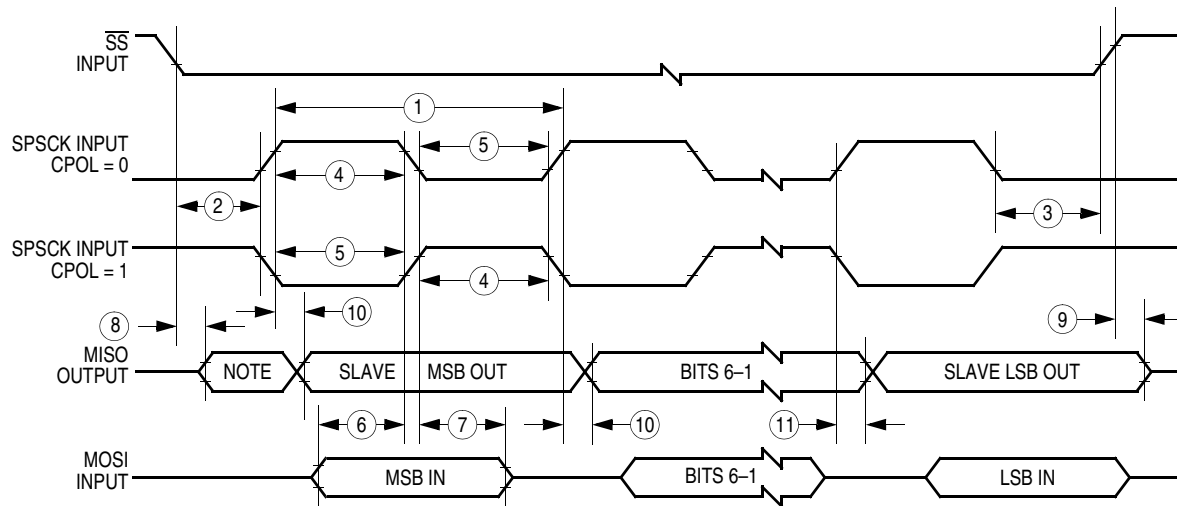 SS
INPUT
1
SPSCK INPUT
CPOL = 0
5
4
2
3
SPSCK INPUT
CPOL = 1
5
4
8
10
9
MISO
OUTPUT
NOTE
SLAVE MSB OUT
BITS 6–1
SLAVE LSB OUT
6
7
10
11
MOSI
INPUT
MSB IN
BITS 6–1
LSB IN